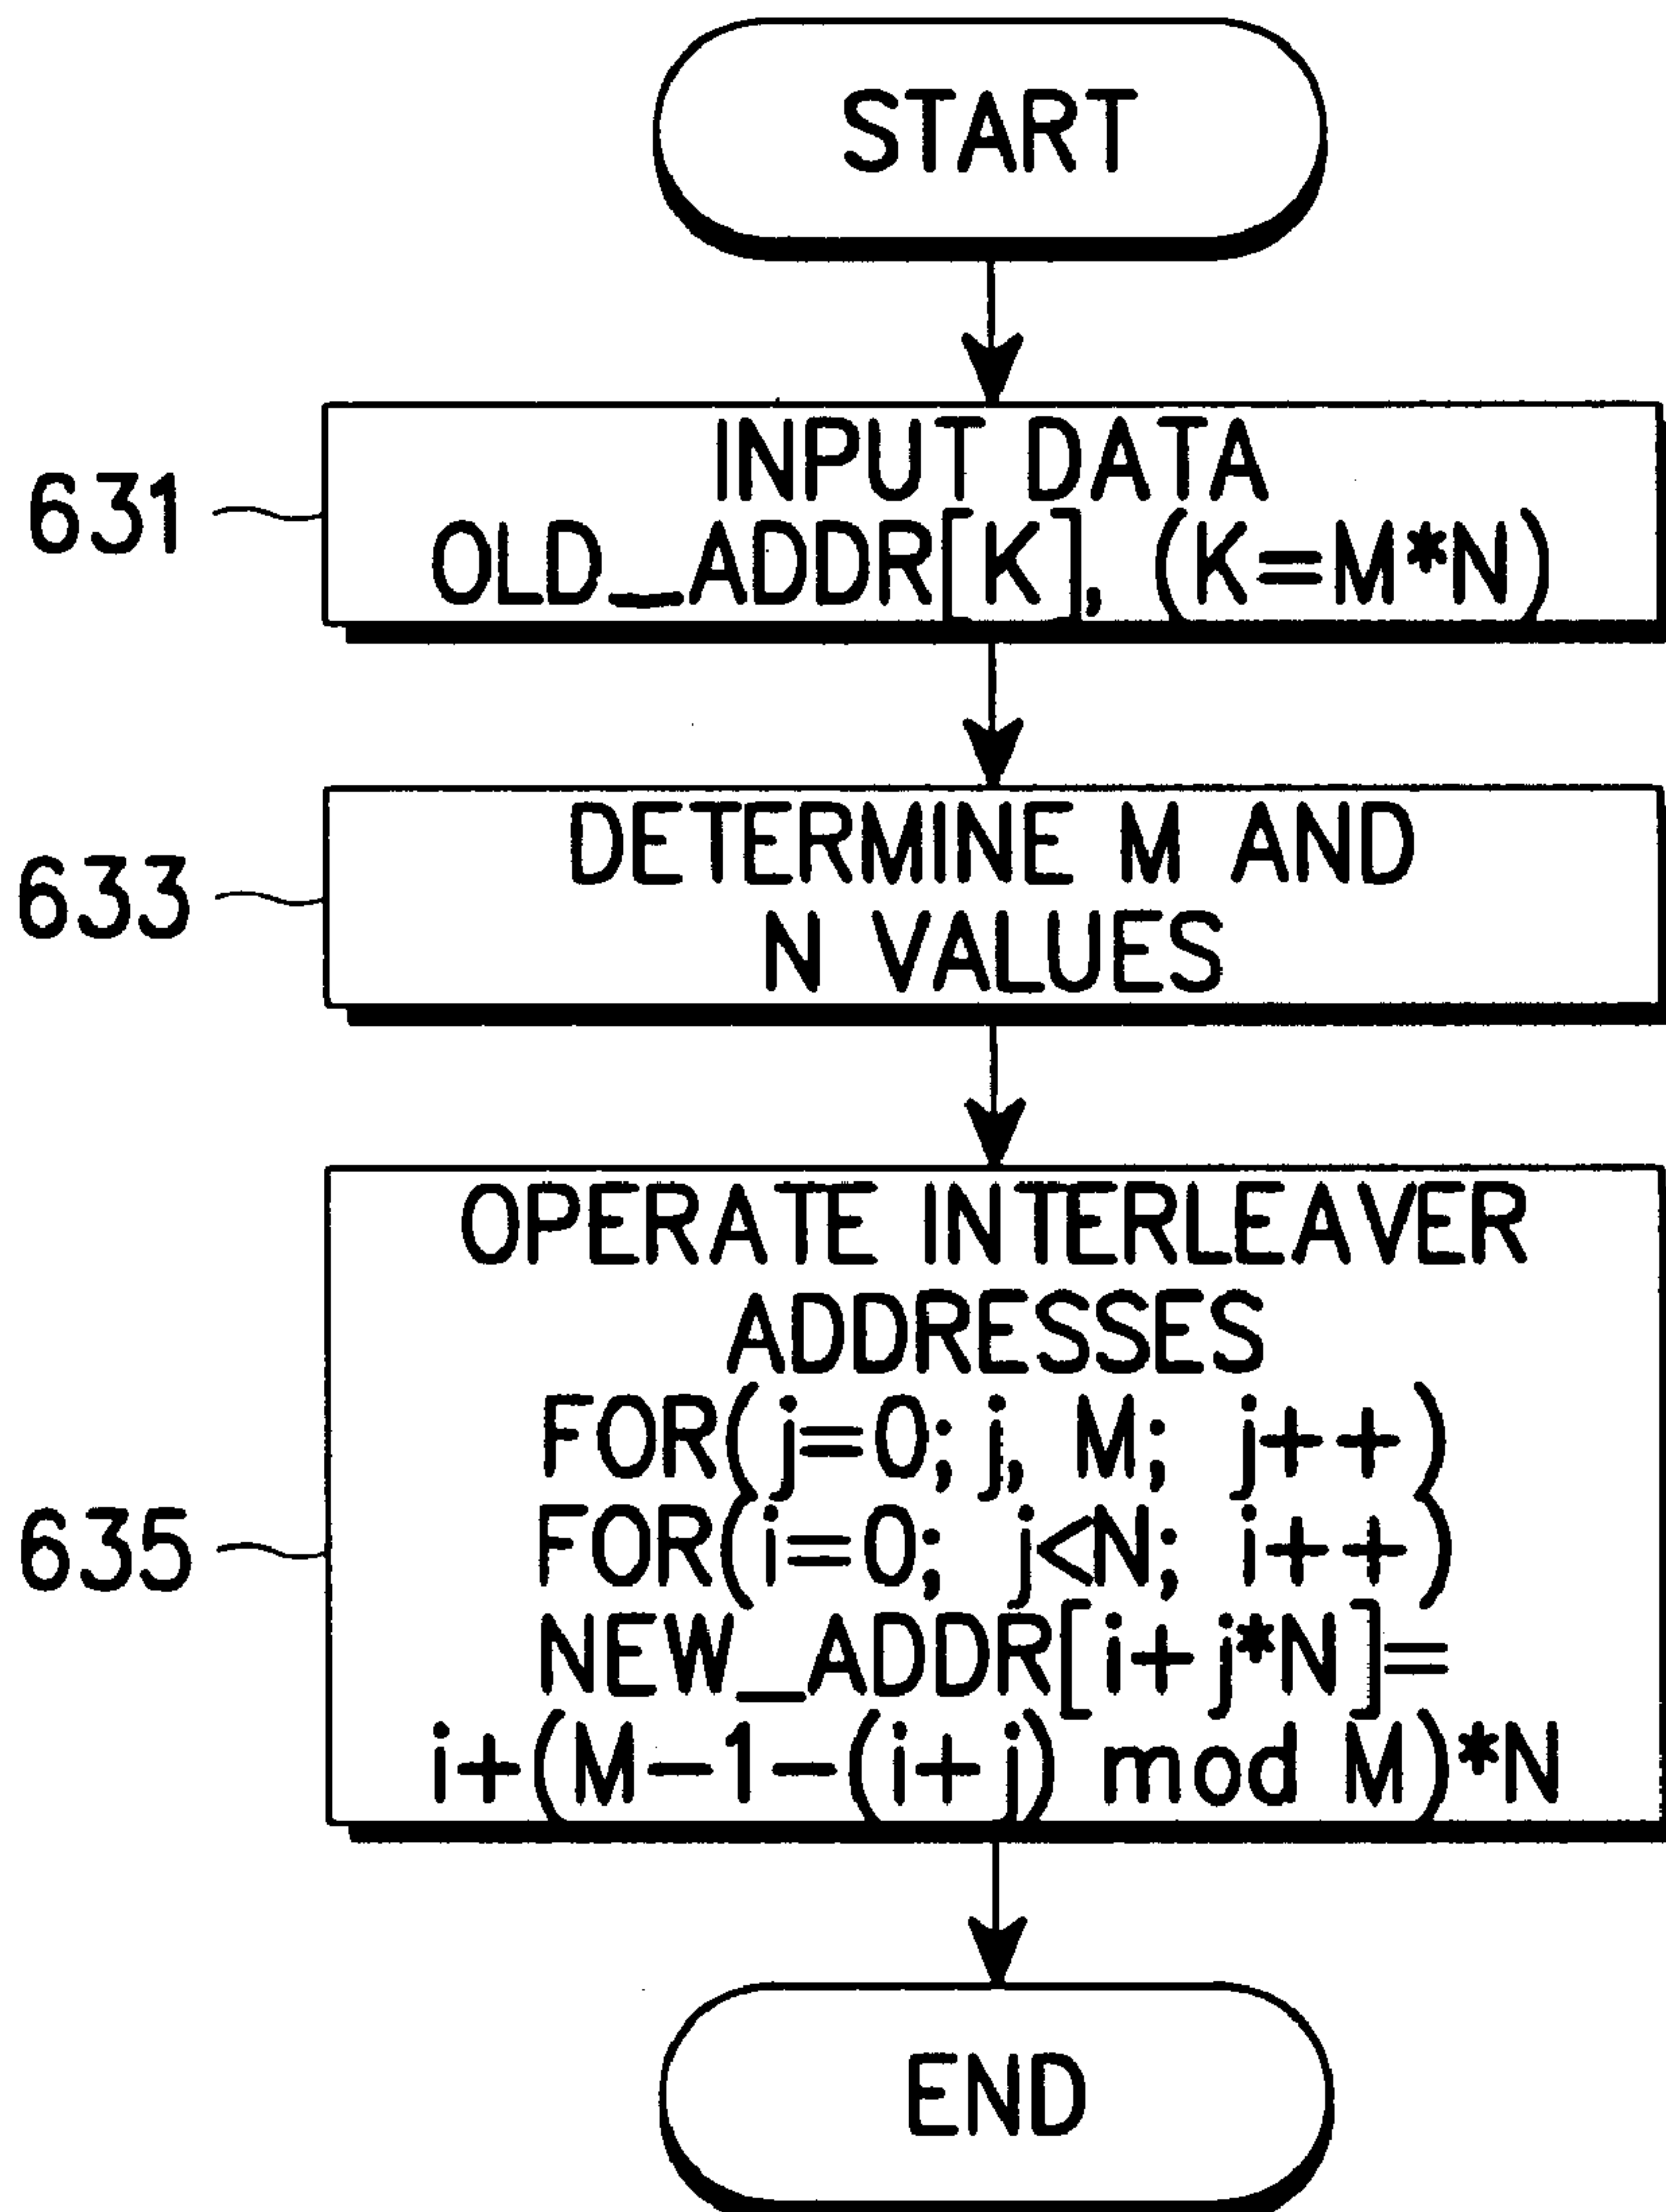 START
631
INPUT DATA
OLD_ADDR[K], (K=M*N)
633
DETERMINE M AND
N VALUES
635
OPERATE INTERLEAVER
ADDRESSES
FOR(j=0; j, M; j++)
FOR(i=0; j<N; i++)
NEW_ADDR[i+j*N]=
i+(M-1-(i+j) mod M)*N
END